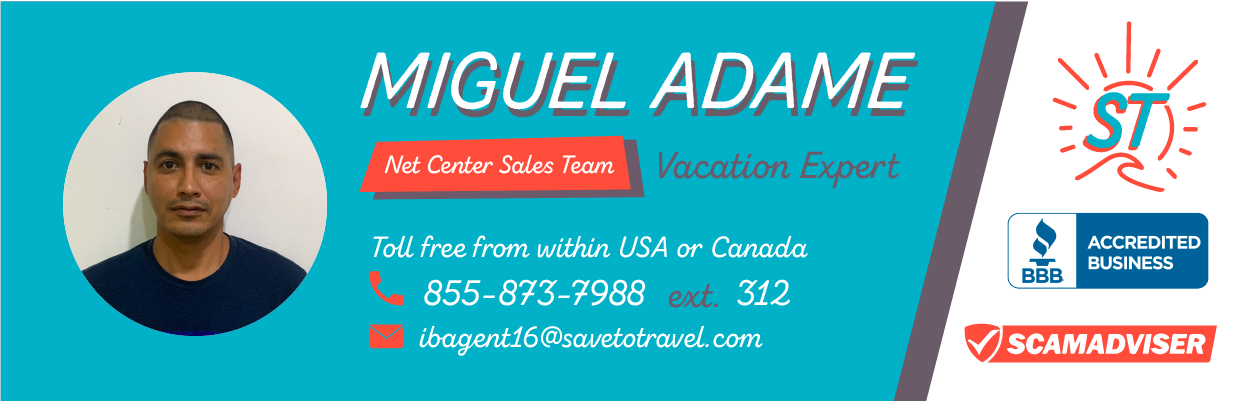 MIGUEL ADAME
Net Center Sales Team
Vacation Expert
Toll free from within USA or Canada
855-873-7988 ext. 312
ibagent16@savetotravel.com
ST
BBB
ACCREDITED
BUSINESS
SCAMADVISER